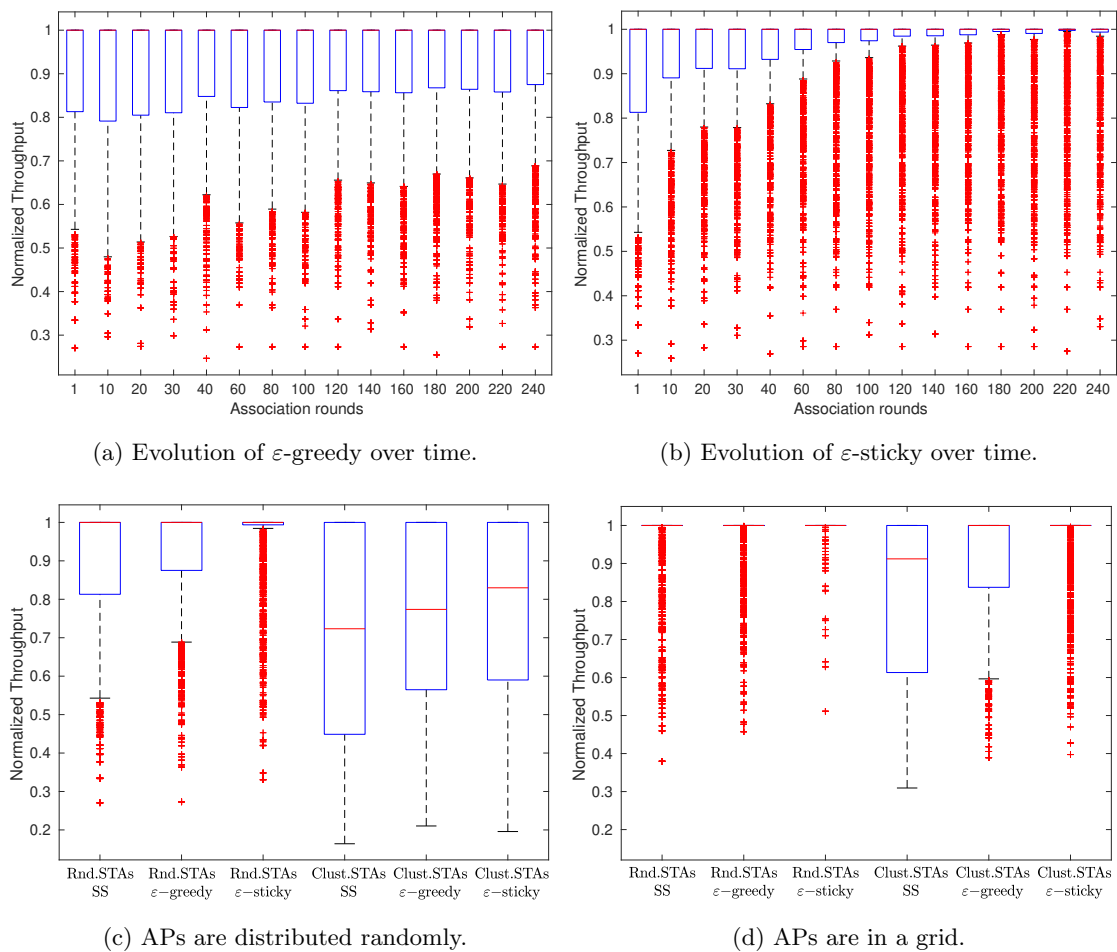 1
0.9
0.8
0.7
0.6
0.5
0.4
0.3
Normalized Throughput
1 10 20 30 40 60 80 100 120 140 160 180 200 220 240
Association rounds
(a) Evolution of ε-greedy over time.
1
0.9
0.8
0.7
0.6
0.5
0.4
0.3
Normalized Throughput
1 10 20 30 40 60 80 100 120 140 160 180 200 220 240
Association rounds
(b) Evolution of ε-sticky over time.
1
0.9
0.8
0.7
0.6
0.5
0.4
0.3
0.2
Normalized Throughput
Rnd.STAs Rnd.STAs Rnd.STAs Clust.STAs Clust.STAs Clust.STAs
SS ε−greedy ε−sticky SS ε−greedy ε−sticky
(c) APs are distributed randomly.
1
0.9
0.8
0.7
0.6
0.5
0.4
0.3
0.2
Normalized Throughput
Rnd.STAs Rnd.STAs Rnd.STAs Clust.STAs Clust.STAs Clust.STAs
SS ε−greedy ε−sticky SS ε−greedy ε−sticky
(d) APs are in a grid.